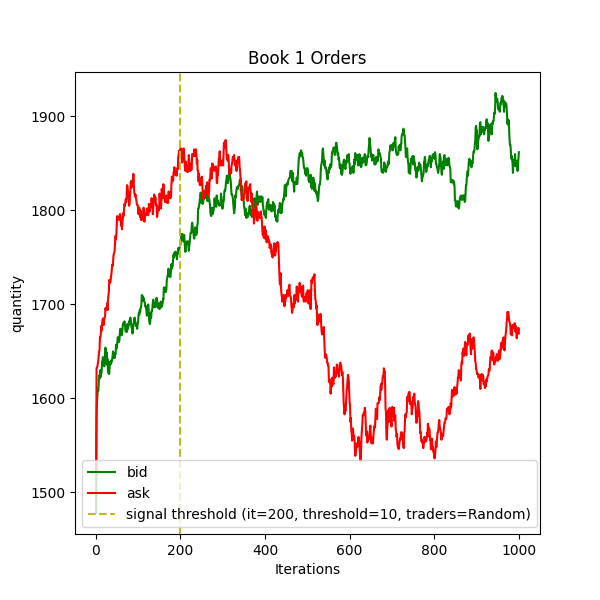 Book 1 Orders
quantity
1900
1800
1700
1600
1500
bid
ask
signal threshold (it=200, threshold=10, traders=Random)
0 200 400 600 800 1000
Iterations